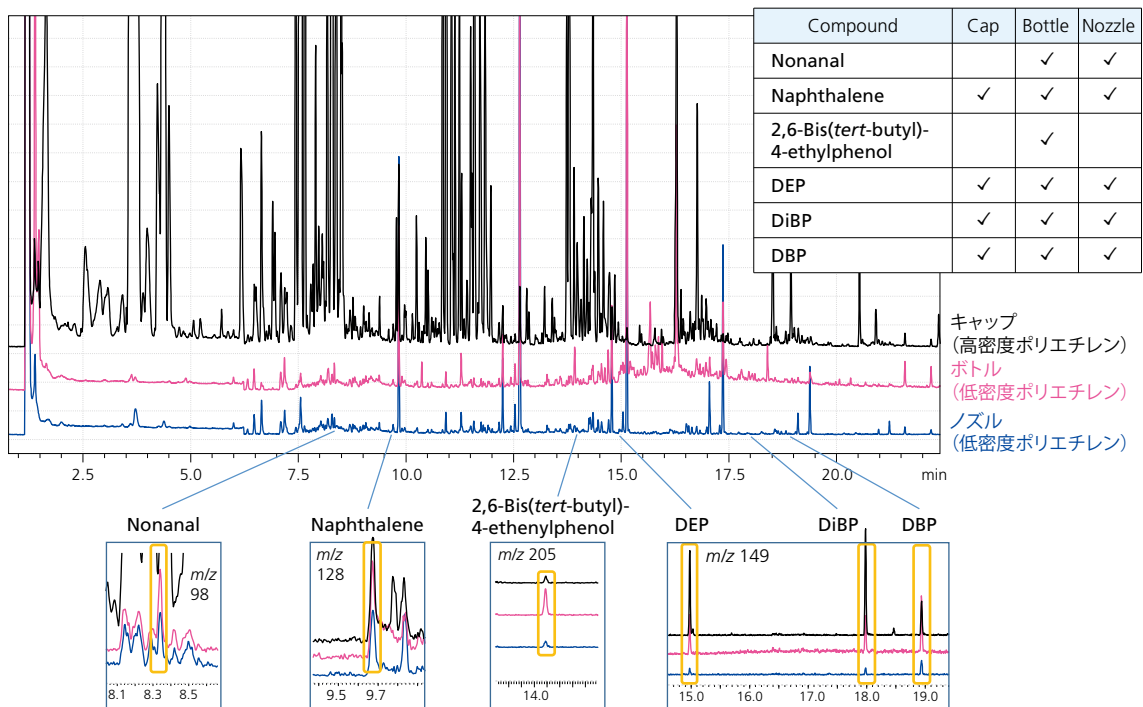 Compound Cap Bottle Nozzle
Nonanal ✓ ✓
Naphthalene ✓ ✓ ✓
2,6-Bis(tert-butyl)-
4-ethylphenol ✓
DEP ✓ ✓ ✓
DiBP ✓ ✓ ✓
DBP ✓ ✓ ✓
キャップ
(高密度ポリエチレン)
ボトル
(低密度ポリエチレン)
ノズル
(低密度ポリエチレン)
2.5 5.0 7.5 10.0 12.5 15.0 17.5 20.0 min
Nonanal
Naphthalene
2,6-Bis(tert-butyl)-
4-ethenylphenol
DEP
DiBP
DBP
m/z
98
8.1 8.3 8.5
m/z
128
9.5 9.7
m/z 205
14.0
m/z 149
15.0 16.0 17.0 18.0 19.0